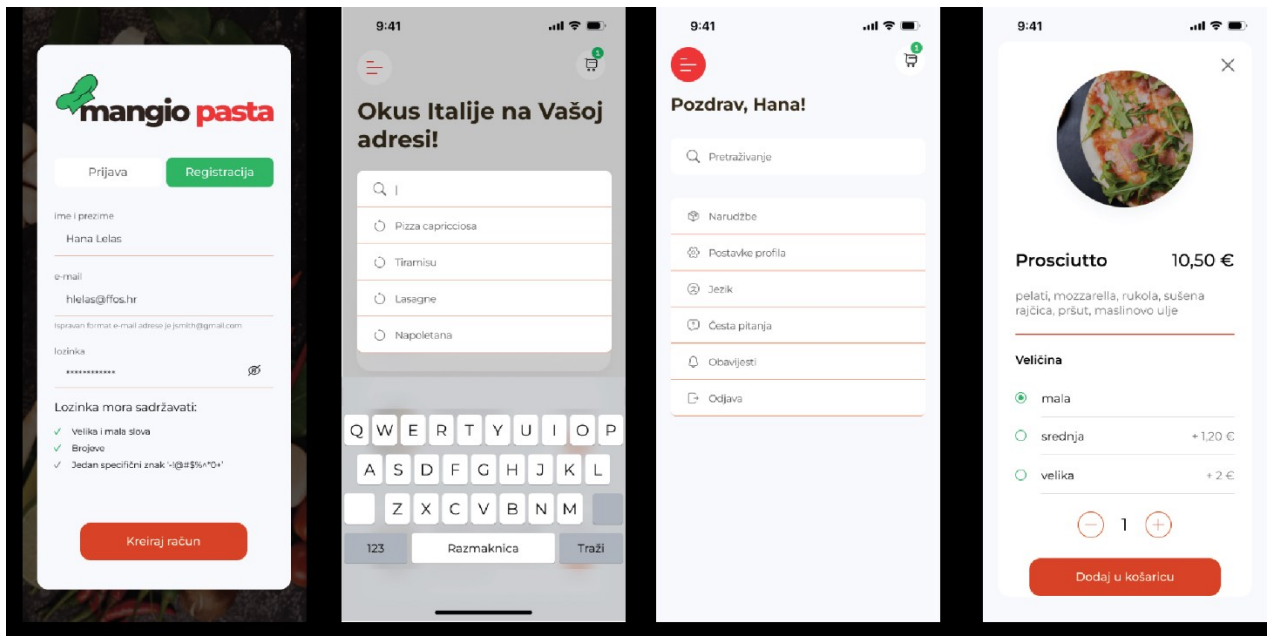 mangio pasta
Prijava
Registracija
ime i prezime
Hana Lelas
e-mail
hlelas@ffos.hr
Ispravan format e-mail adrese je jsmith@gmail.com
lozinka
************
Lozinka mora sadržavati:
Velika i mala slova
Brojeve
Jedan specifični znak
Kreiraj račun
9:41
1
Okus Italije na Vašoj
adresi!
Pizza capricciosa
Tiramisu
Lasagne
Napoletana
Q W E R T Y U I O P
A S D F G H J K L
Z X C V B N M
123 Razmaknica Traži
9:41
1
Pozdrav, Hana!
Pretraživanje
Narudžbe
Postavke profila
Jezik
Česta pitanja
Obavijesti
Odjava
9:41
Prosciutto 10,50 €
pelati, mozzarella, rukola, sušena
rajčica, pršut, maslinovo ulje
Veličina
mala
srednja +1,20 €
velika +2 €
1
Dodaj u košaricu